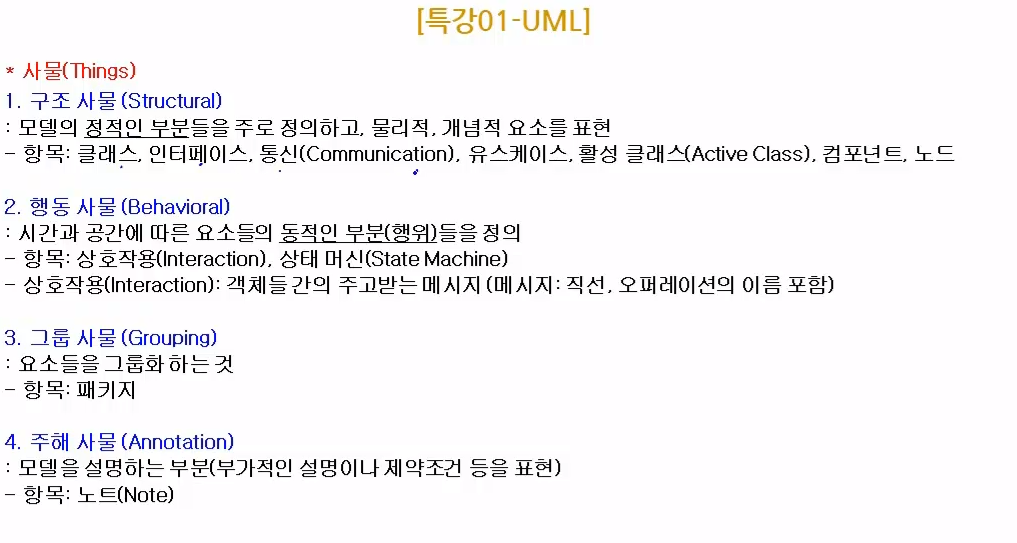 [특강01-UML]
* 사물(Things)
1. 구조 사물(Structural)
: 모델의 정적인 부분들을 주로 정의하고, 물리적, 개념적 요소를 표현
- 항목: 클래스, 인터페이스, 통신(Communication), 유스케이스, 활성 클래스(Active Class), 컴포넌트, 노드
2. 행동 사물(Behavioral)
: 시간과 공간에 따른 요소들의 동적인 부분(행위)들을 정의
- 항목: 상호작용(Interaction), 상태 머신(State Machine)
- 상호작용(Interaction): 객체들 간의 주고받는 메시지 (메시지: 직선, 오퍼레이션의 이름 포함)
3. 그룹 사물(Grouping)
: 요소들을 그룹화 하는 것
- 항목: 패키지
4. 주해 사물(Annotation)
: 모델을 설명하는 부분(부가적인 설명이나 제약조건 등을 표현)
- 항목: 노트(Note)